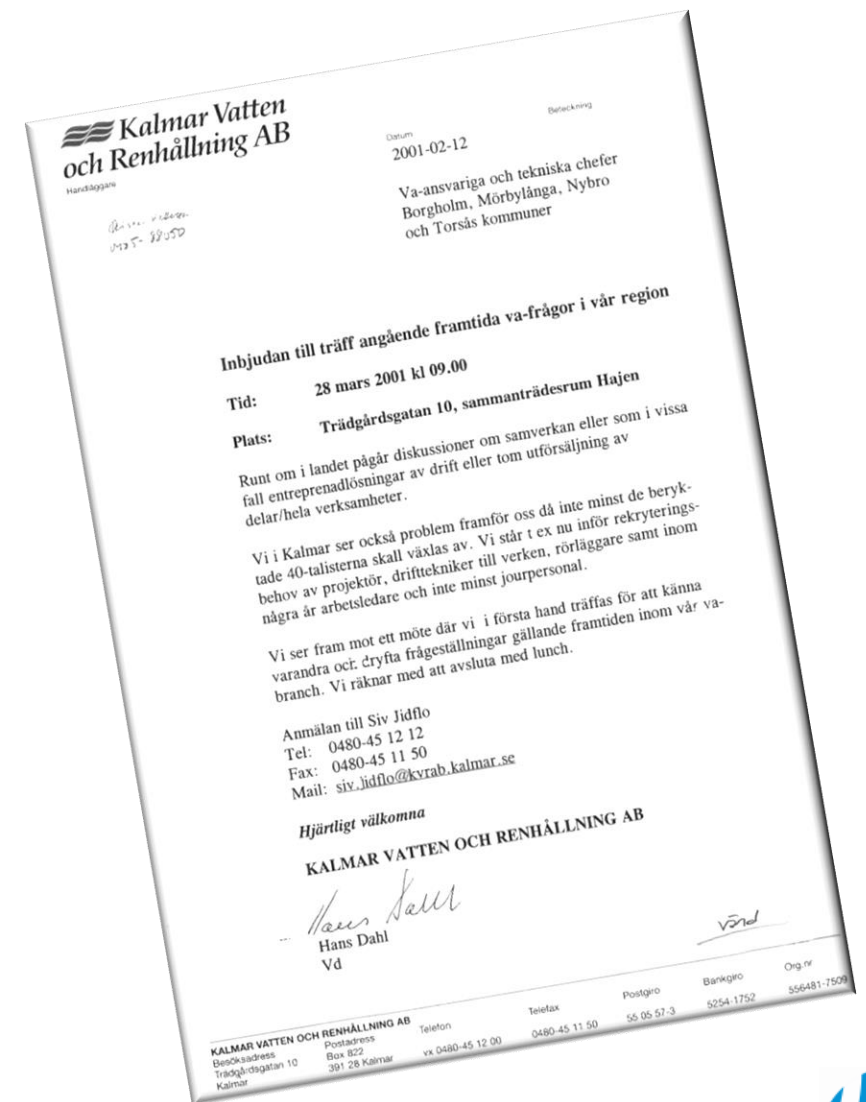 Kalmar Vatten
och Renhållning AB
Handläggare
Datum
2001-02-12
Beteckning
Va-ansvariga och tekniska chefer
Borgholm, Mörbylånga, Nybro
och Torsås kommuner
Inbjudan till träff angående framtida va-frågor i vår region
Tid: 28 mars 2001 kl 09.00
Plats: Trädgårdsgatan 10, sammanträdesrum Hajen
Runt om i landet pågår diskussioner om samverkan eller som i vissa
fall entreprenadlösningar av drift eller tom utförsäljning av
delar/hela verksamheter.
Vi i Kalmar ser också problem framför oss då inte minst de beryk-
tade 40-talisterna skall växlas av. Vi står t ex nu inför rekryterings-
behov av projektör, drifttekniker till verken, rörläggare samt inom
några år arbetsledare och inte minst jourpersonal.
Vi ser fram mot ett möte där vi i första hand träffas för att känna
varandra och dryfta frågeställningar gällande framtiden inom vår va-
branch. Vi räknar med att avsluta med lunch.
Anmälan till Siv Jidflo
Tel: 0480-45 12 12
Fax: 0480-45 11 50
Mail: siv.jidflo@kvrab.kalmar.se
Hjärtligt välkomna
KALMAR VATTEN OCH RENHÅLLNING AB
Hans Dahl
Hans Dahl
Vd
värd
KALMAR VATTEN OCH RENHÅLLNING AB
Besöksadress Postadress Telefon Telefax Postgiro Bankgiro Org.nr
Trädgårdsgatan 10 Box 822 vx 0480-45 12 00 0480-45 11 50 55 05 57-3 5254-1752 556481-7509
Kalmar 391 28 Kalmar